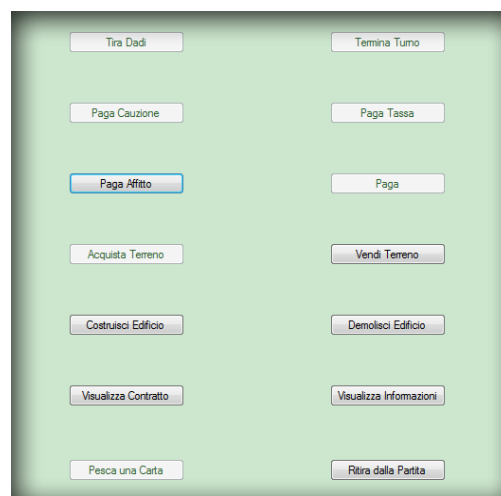 Tira Dadi
Termina Turno
Paga Cauzione
Paga Tassa
Paga Affitto
Paga
Acquista Terreno
Vendi Terreno
Costruisci Edificio
Demolisci Edificio
Visualizza Contratto
Visualizza Informazioni
Pesca una Carta
Ritira dalla Partita